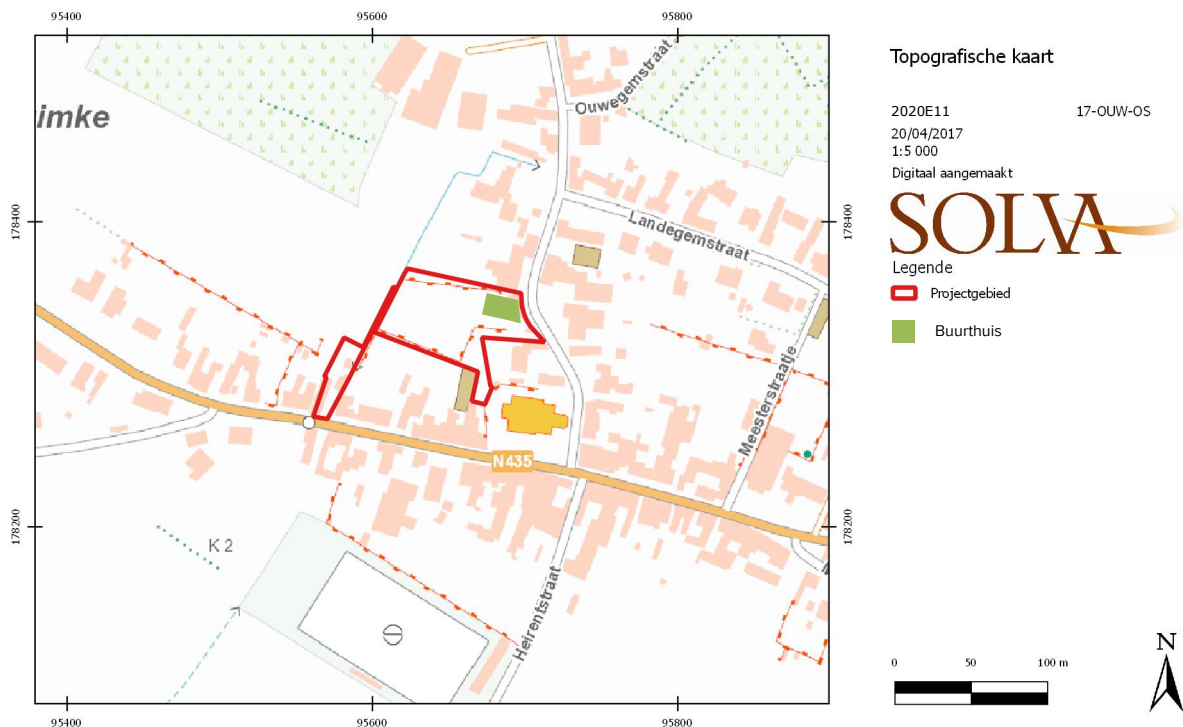 95400 95600 95800
Topografische kaart
2020E11 17-OUW-OS
20/04/2017
1:5 000
Digitaal aangemaakt
SOLVA
Legende
Projectgebied
Buurthuis
imke
Ouwegemstraat
178400
178400
Landegemstraat
Meesterstraatje
N435
178200
178200
K 2
Heirentstraat
N
0 50 100 m
95400 95600 95800